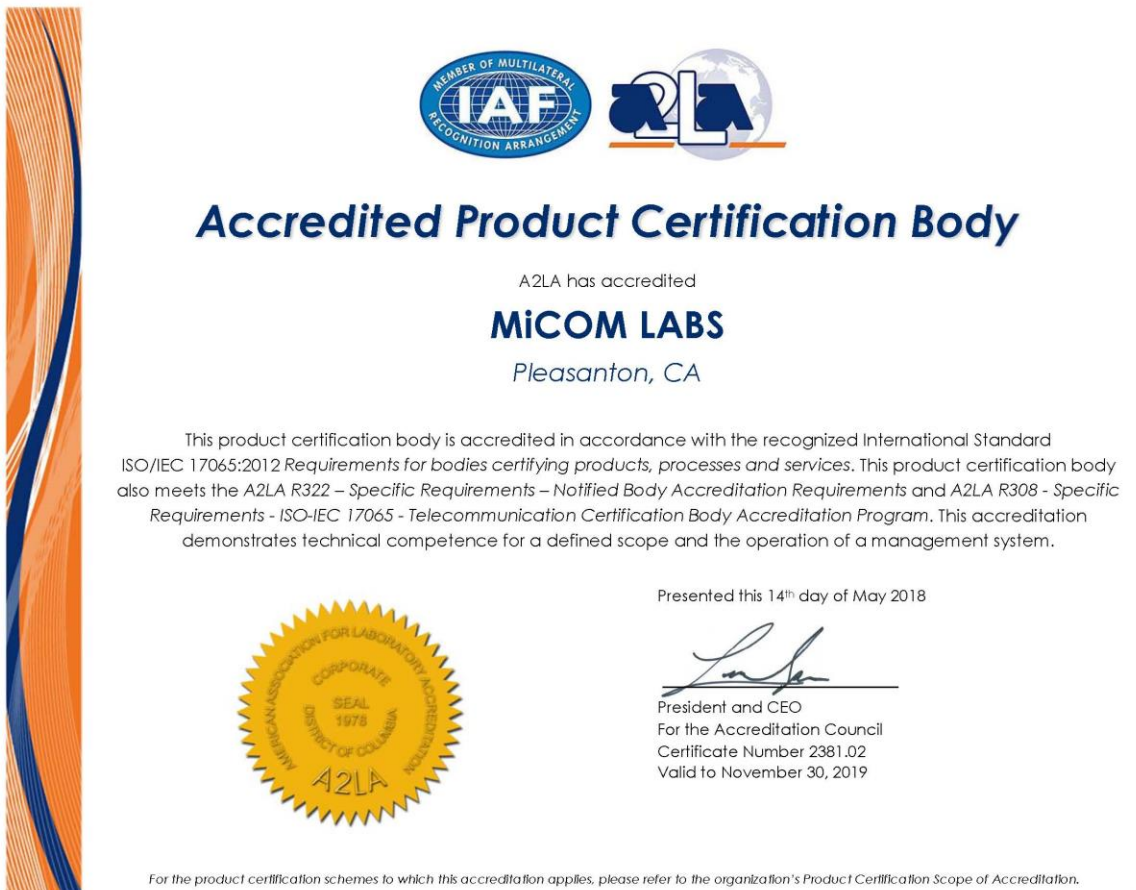 MEMBER OF MULTILATERAL
IAF
RECOGNITION ARRANGEMENT
a2La
Accredited Product Certification Body
A2LA has accredited
MiCOM LABS
Pleasanton, CA
This product certification body is accredited in accordance with the recognized International Standard
ISO/IEC 17065:2012 Requirements for bodies certifying products, processes and services. This product certification body
also meets the A2LA R322 – Specific Requirements – Notified Body Accreditation Requirements and A2LA R308 - Specific
Requirements - ISO-IEC 17065 - Telecommunication Certification Body Accreditation Program. This accreditation
demonstrates technical competence for a defined scope and the operation of a management system.
Presented this 14th day of May 2018
President and CEO
For the Accreditation Council
Certificate Number 2381.02
Valid to November 30, 2019
AMERICAN ASSOCIATION FOR LABORATORY ACCREDITATION
CORPORATE
SEAL
1978
DISTRICT OF COLUMBIA
A2LA
For the product certification schemes to which this accreditation applies, please refer to the organization's Product Certification Scope of Accreditation.